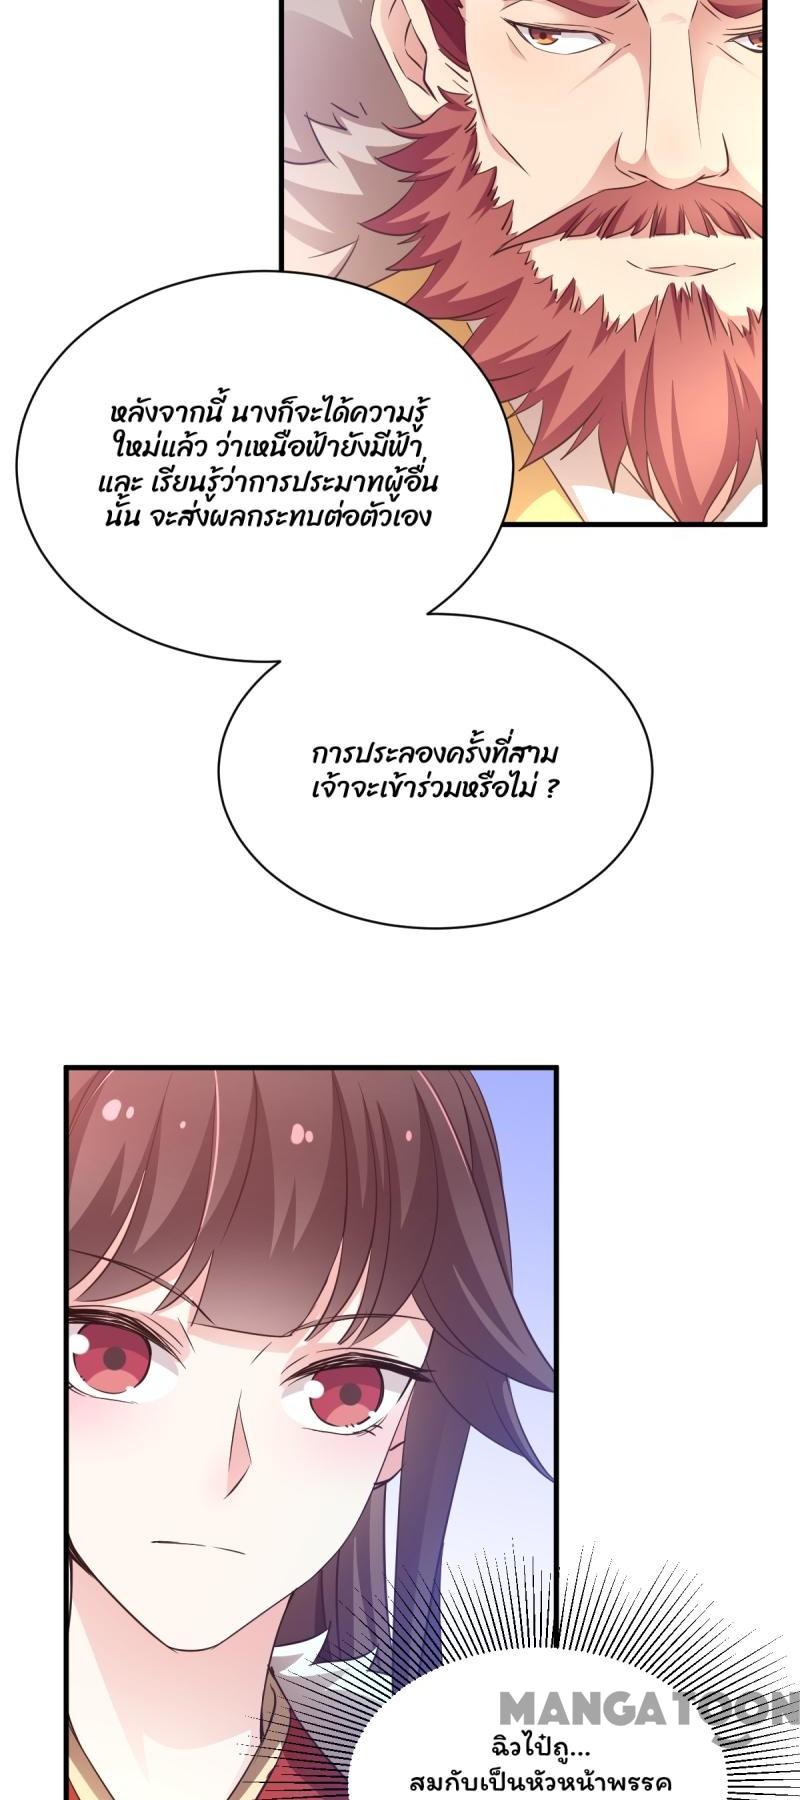 หลังจากนี้ นางก็จะได้ความรู้
ใหม่แล้ว ว่าเหนือฟ้ายังมีฟ้า
และ เรียนรู้ว่าการประมาทผู้อื่น
นั้น จะส่งผลกระทบต่อตัวเอง
การประลองครั้งที่สาม
เจ้าจะเข้าร่วมหรือไม่ ?
MANGATOON
ฉิวไป๋ถู...
สมกับเป็นหัวหน้าพรรค